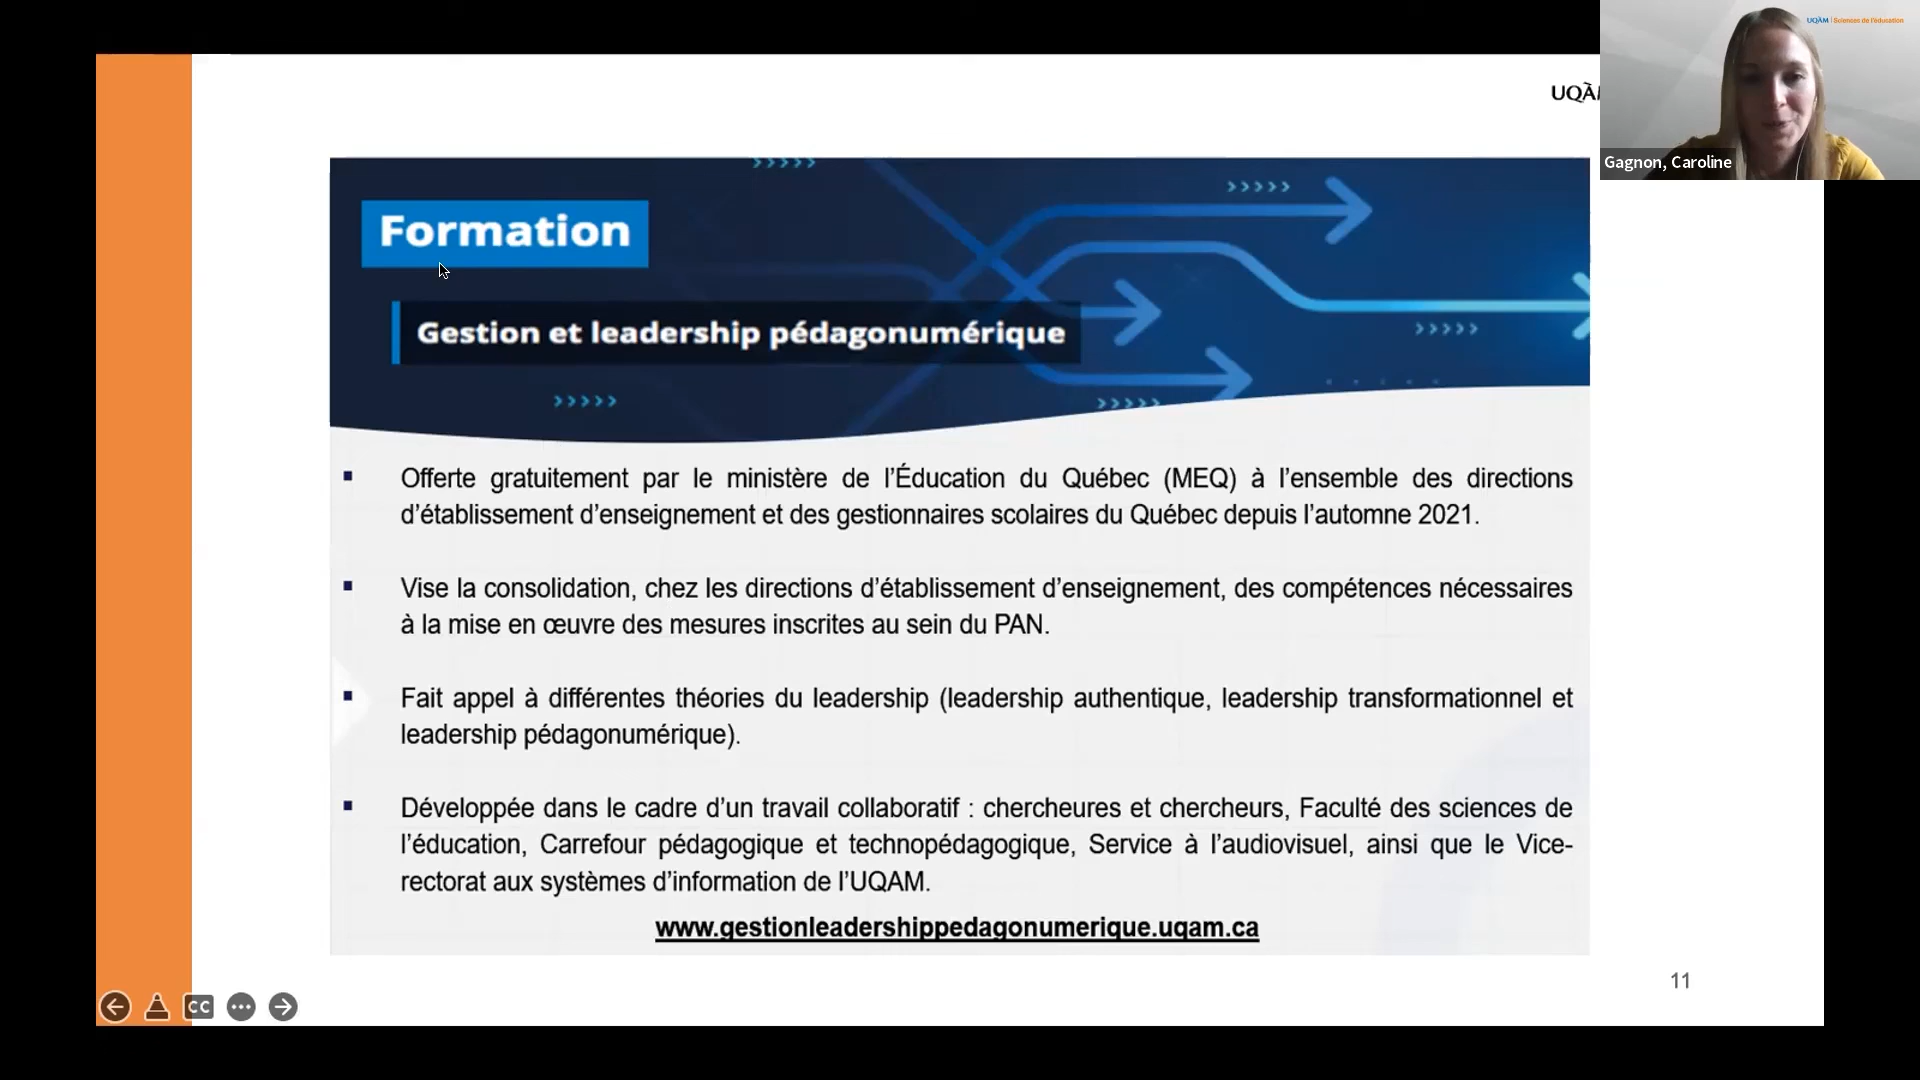 UQÀM | Sciences de l'éducation
UQÀ
Gagnon, Caroline
Formation
Gestion et leadership pédagonumérique
▪ Offerte gratuitement par le ministère de l’Éducation du Québec (MEQ) à l’ensemble des directions
d’établissement d’enseignement et des gestionnaires scolaires du Québec depuis l’automne 2021.
▪ Vise la consolidation, chez les directions d’établissement d’enseignement, des compétences nécessaires
à la mise en œuvre des mesures inscrites au sein du PAN.
▪ Fait appel à différentes théories du leadership (leadership authentique, leadership transformationnel et
leadership pédagonumérique).
▪ Développée dans le cadre d’un travail collaboratif : chercheures et chercheurs, Faculté des sciences de
l’éducation, Carrefour pédagogique et technopédagogique, Service à l’audiovisuel, ainsi que le Vice-
rectorat aux systèmes d’information de l’UQAM.
www.gestionleadershippedagonumerique.uqam.ca
11
CC